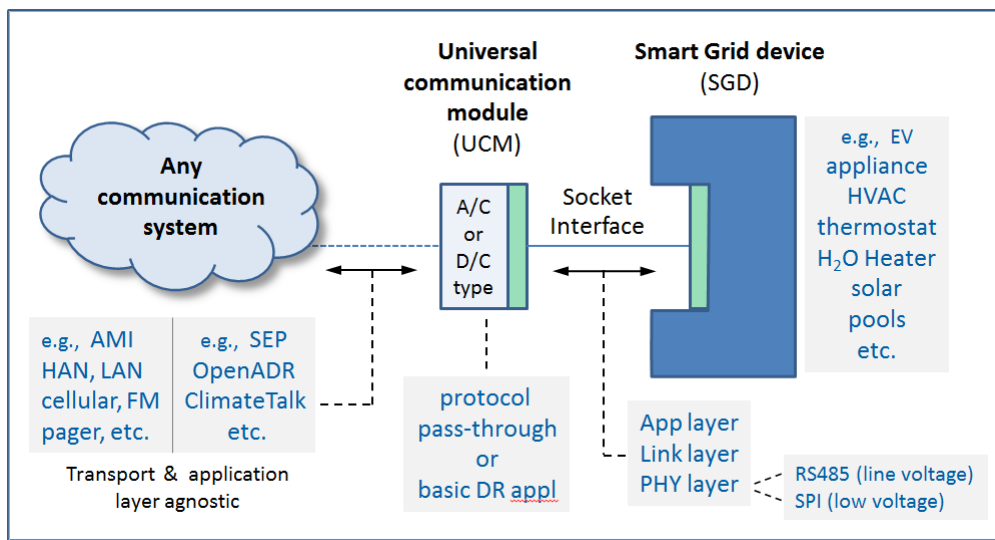 Universal
communication
module
(UCM)
Smart Grid device
(SGD)
Any
communication
system
A/C
or
D/C
type
Socket
Interface
e.g., EV
appliance
HVAC
thermostat
H₂O Heater
solar
pools
etc.
e.g., AMI
HAN, LAN
cellular, FM
pager, etc.
e.g., SEP
OpenADR
ClimateTalk
etc.
Transport & application
layer agnostic
protocol
pass-through
or
basic DR appl
App layer
Link layer
PHY layer
RS485 (line voltage)
SPI (low voltage)